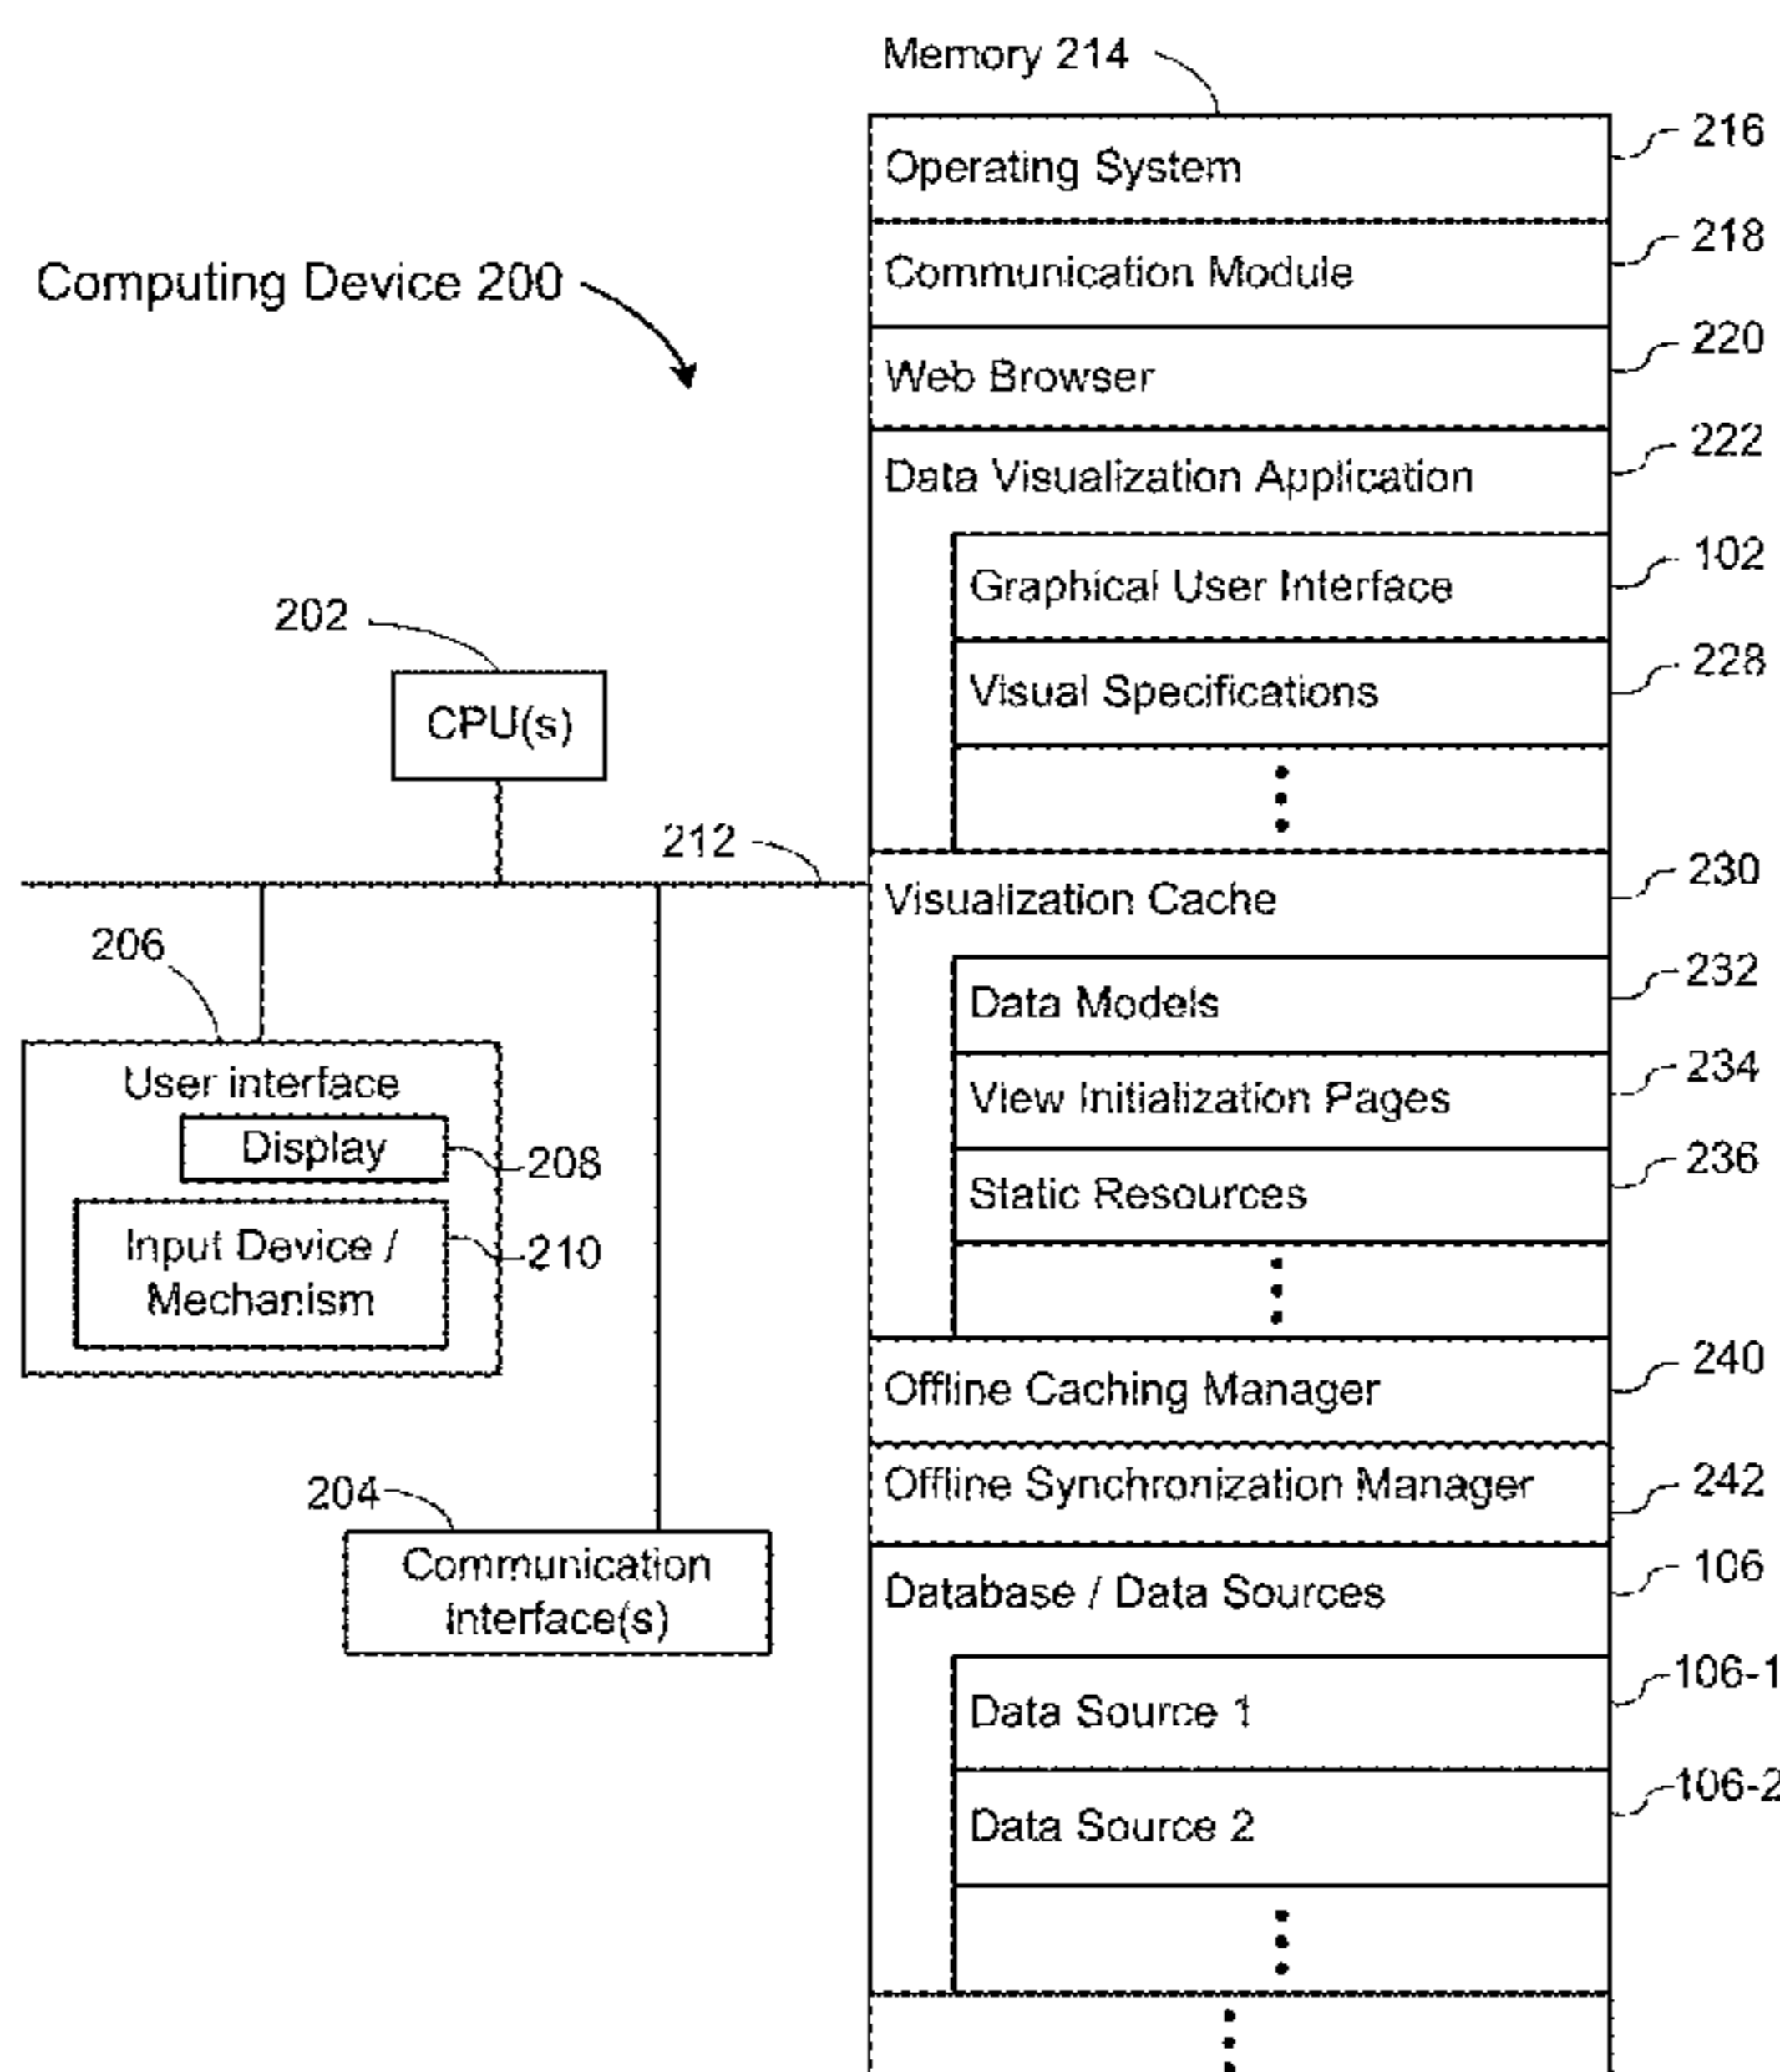 Memory 214
Operating System
216
Communication Module
218
Computing Device 200
Web Browser
220
Data Visualization Application
222
Graphical User Interface
102
Visual Specifications
228
202
CPU(s)
212
Visualization Cache
230
206
Data Models
232
User interface
View Initialization Pages
234
Display
208
Static Resources
236
Input Device /
Mechanism
210
Offline Caching Manager
240
Offline Synchronization Manager
242
204
Communication
Interface(s)
Database / Data Sources
106
Data Source 1
106-1
Data Source 2
106-2